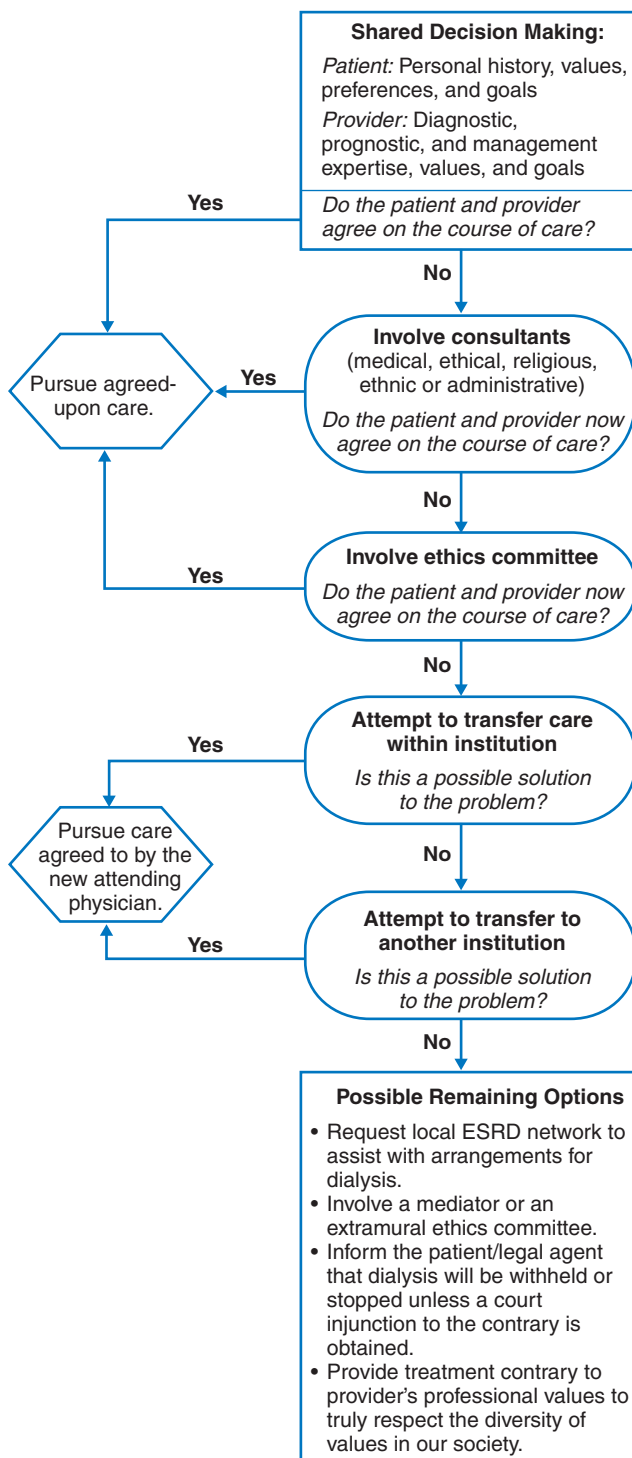 Shared Decision Making:
Patient: Personal history, values,
preferences, and goals
Provider: Diagnostic,
prognostic, and management
expertise, values, and goals
Do the patient and provider
agree on the course of care?
Yes
No
Involve consultants
(medical, ethical, religious,
ethnic or administrative)
Do the patient and provider now
agree on the course of care?
Yes
Pursue agreed-
upon care.
No
Involve ethics committee
Do the patient and provider now
agree on the course of care?
Yes
No
Attempt to transfer care
within institution
Is this a possible solution
to the problem?
Yes
Pursue care
agreed to by the
new attending
physician.
No
Attempt to transfer to
another institution
Is this a possible solution
to the problem?
Yes
No
Possible Remaining Options
• Request local ESRD network to
assist with arrangements for
dialysis.
• Involve a mediator or an
extramural ethics committee.
• Inform the patient/legal agent
that dialysis will be withheld or
stopped unless a court
injunction to the contrary is
obtained.
• Provide treatment contrary to
provider's professional values to
truly respect the diversity of
values in our society.